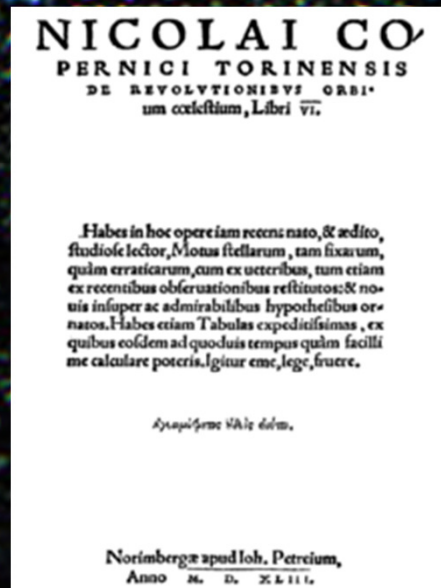 NICOLAI CO
PERNICI TORINENSIS
DE REVOLVTIONIBVS ORBI-
um cœleſtium, Libri VI.
Habes in hoc opere iam recens nato, & ædito,
ſtudioſe lector, Motus ſtellarum, tam fixarum,
quàm erraticarum, cum ex ueteribus, tum etiam
ex recentibus obſeruationibus reſtitutos: & no-
uis inſuper ac admirabilibus hypotheſibus or-
natos. Habes etiam Tabulas expeditiſsimas, ex
quibus eoſdem ad quoduis tempus quàm facilli
me calculare poteris. Igitur eme, lege, fruere.
Norimbergæ apud Ioh. Petreium,
Anno M. D. XLIII.